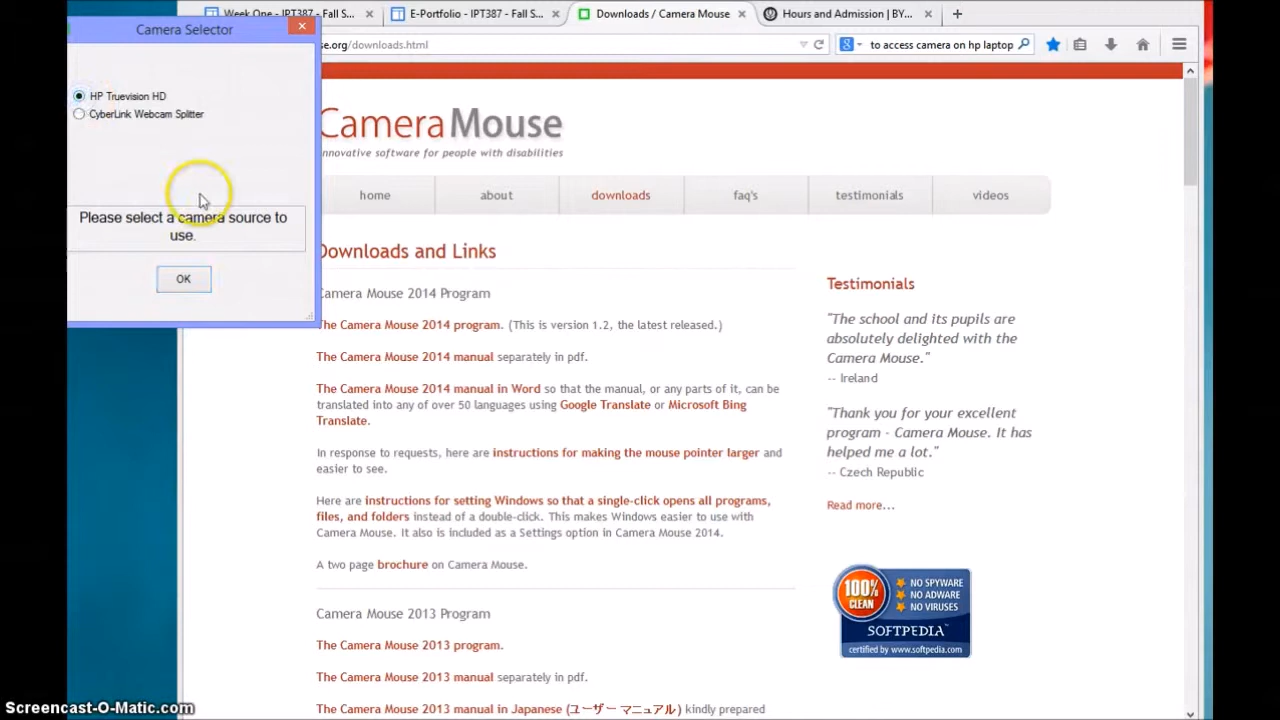 Week One - IPT387 - Fall S...
E-Portfolio - IPT387 - Fall S...
Downloads / Camera Mouse
Hours and Admission | BY...
Camera Selector
se.org/downloads.html
to access camera on hp laptop
HP Truevision HD
CyberLink Webcam Splitter
Please select a camera source to
use.
OK
CameraMouse
innovative software for people with disabilities
home
about
downloads
faq's
testimonials
videos
Downloads and Links
Camera Mouse 2014 Program
The Camera Mouse 2014 program. (This is version 1.2, the latest released.)
The Camera Mouse 2014 manual separately in pdf.
The Camera Mouse 2014 manual in Word so that the manual, or any parts of it, can be
translated into any of over 50 languages using Google Translate or Microsoft Bing
Translate.
In response to requests, here are instructions for making the mouse pointer larger and
easier to see.
Here are instructions for setting Windows so that a single-click opens all programs,
files, and folders instead of a double-click. This makes Windows easier to use with
Camera Mouse. It also is included as a Settings option in Camera Mouse 2014.
A two page brochure on Camera Mouse.
Camera Mouse 2013 Program
The Camera Mouse 2013 program.
The Camera Mouse 2013 manual separately in pdf.
The Camera Mouse 2013 manual in Japanese (ユーザー マニュアル) kindly prepared
Testimonials
"The school and its pupils are
absolutely delighted with the
Camera Mouse."
-- Ireland
"Thank you for your excellent
program - Camera Mouse. It has
helped me a lot."
-- Czech Republic
Read more...
100%
CLEAN
NO SPYWARE
NO ADWARE
NO VIRUSES
SOFTPEDIA™
certified by www.softpedia.com
Screencast-O-Matic.com